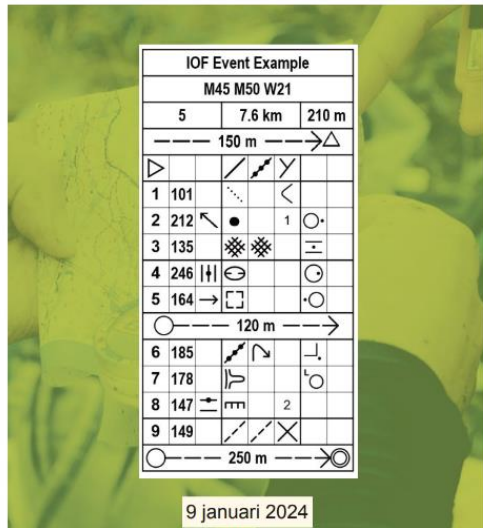 IOF Event Example
M45 M50 W21
5 7.6 km 210 m
150 m
1 101
2 212 1
3 135
4 246
5 164
120 m
6 185
7 178
8 147 2
9 149
250 m
9 januari 2024